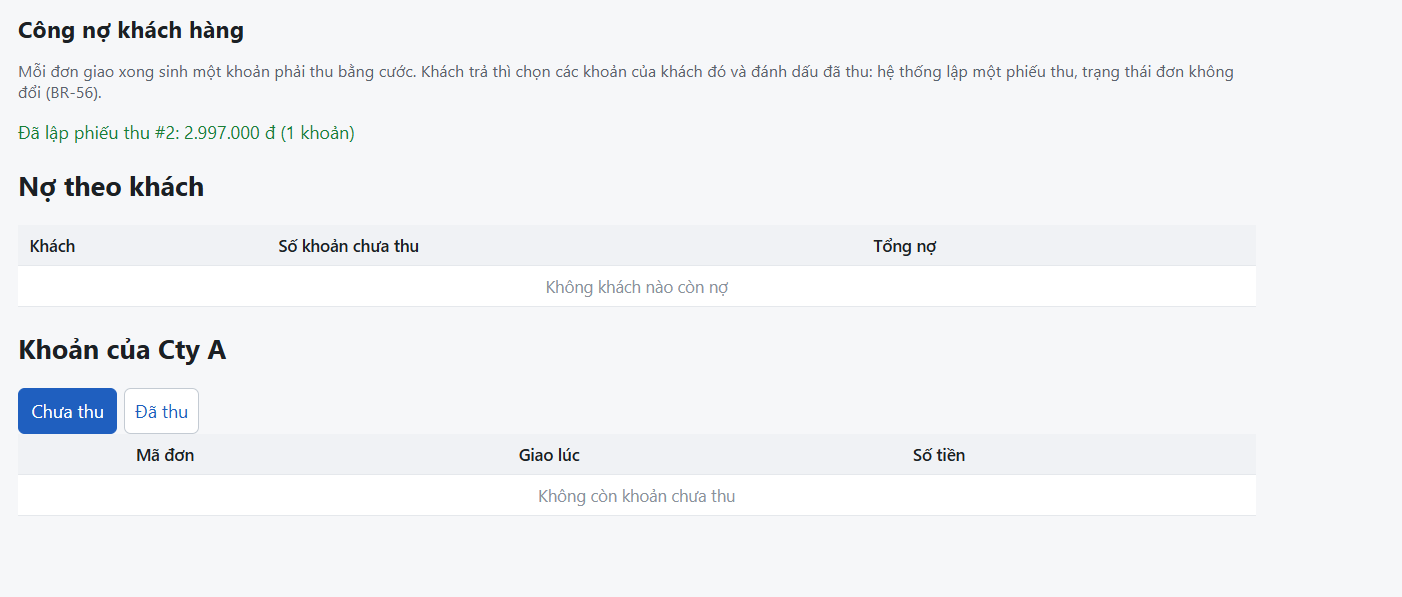 Công nợ khách hàng
Mỗi đơn giao xong sinh một khoản phải thu bằng cước. Khách trả thì chọn các khoản của khách đó và đánh dấu đã thu: hệ thống lập một phiếu thu, trạng thái đơn không
đổi (BR-56).
Đã lập phiếu thu #2: 2.997.000 đ (1 khoản)
Nợ theo khách
Khách Số khoản chưa thu Tổng nợ
Không khách nào còn nợ
Khoản của Cty A
Chưa thu Đã thu
Mã đơn Giao lúc Số tiền
Không còn khoản chưa thu